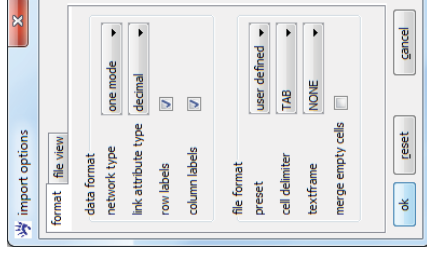 import options
format file view
data format
network type one mode
link attribute type decimal
row labels
column labels
file format
preset user defined
cell delimiter TAB
textframe NONE
merge empty cells
ok reset cancel